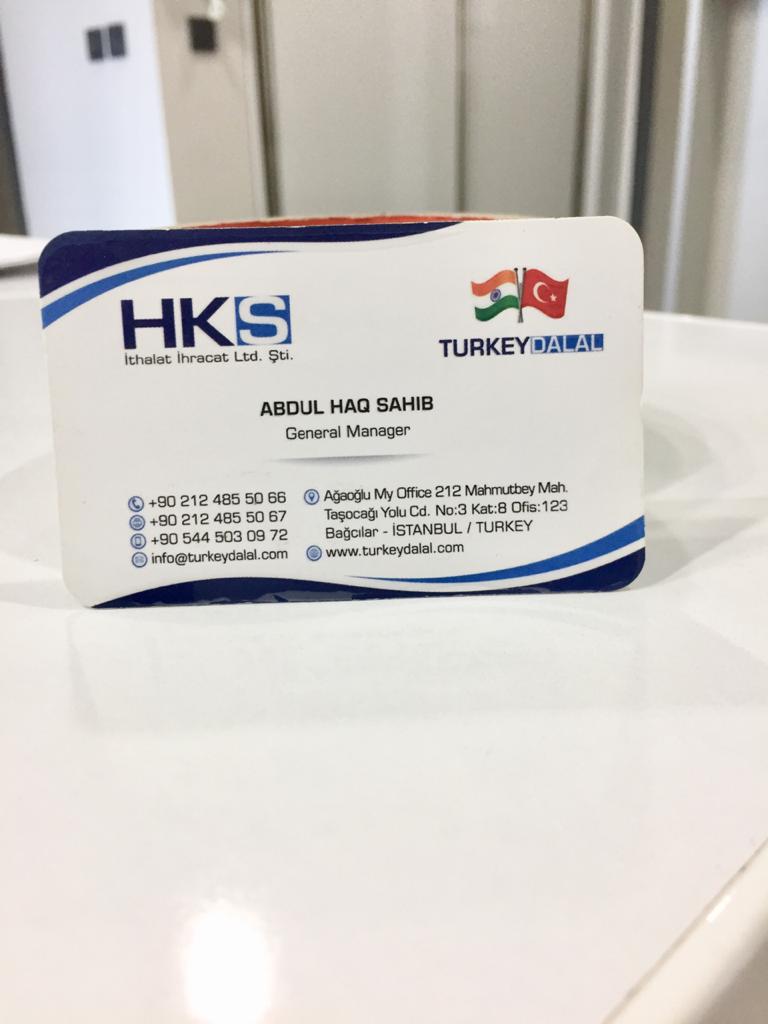 HKS
İthalat İhracat Ltd. Şti.
TURKEYDALAL
ABDUL HAQ SAHIB
General Manager
+90 212 485 50 66
+90 212 485 50 67
+90 544 503 09 72
info@turkeydalal.com
Ağaoğlu My Office 212 Mahmutbey Mah.
Taşocağı Yolu Cd. No:3 Kat:8 Ofis:123
Bağcılar - İSTANBUL / TURKEY
www.turkeydalal.com